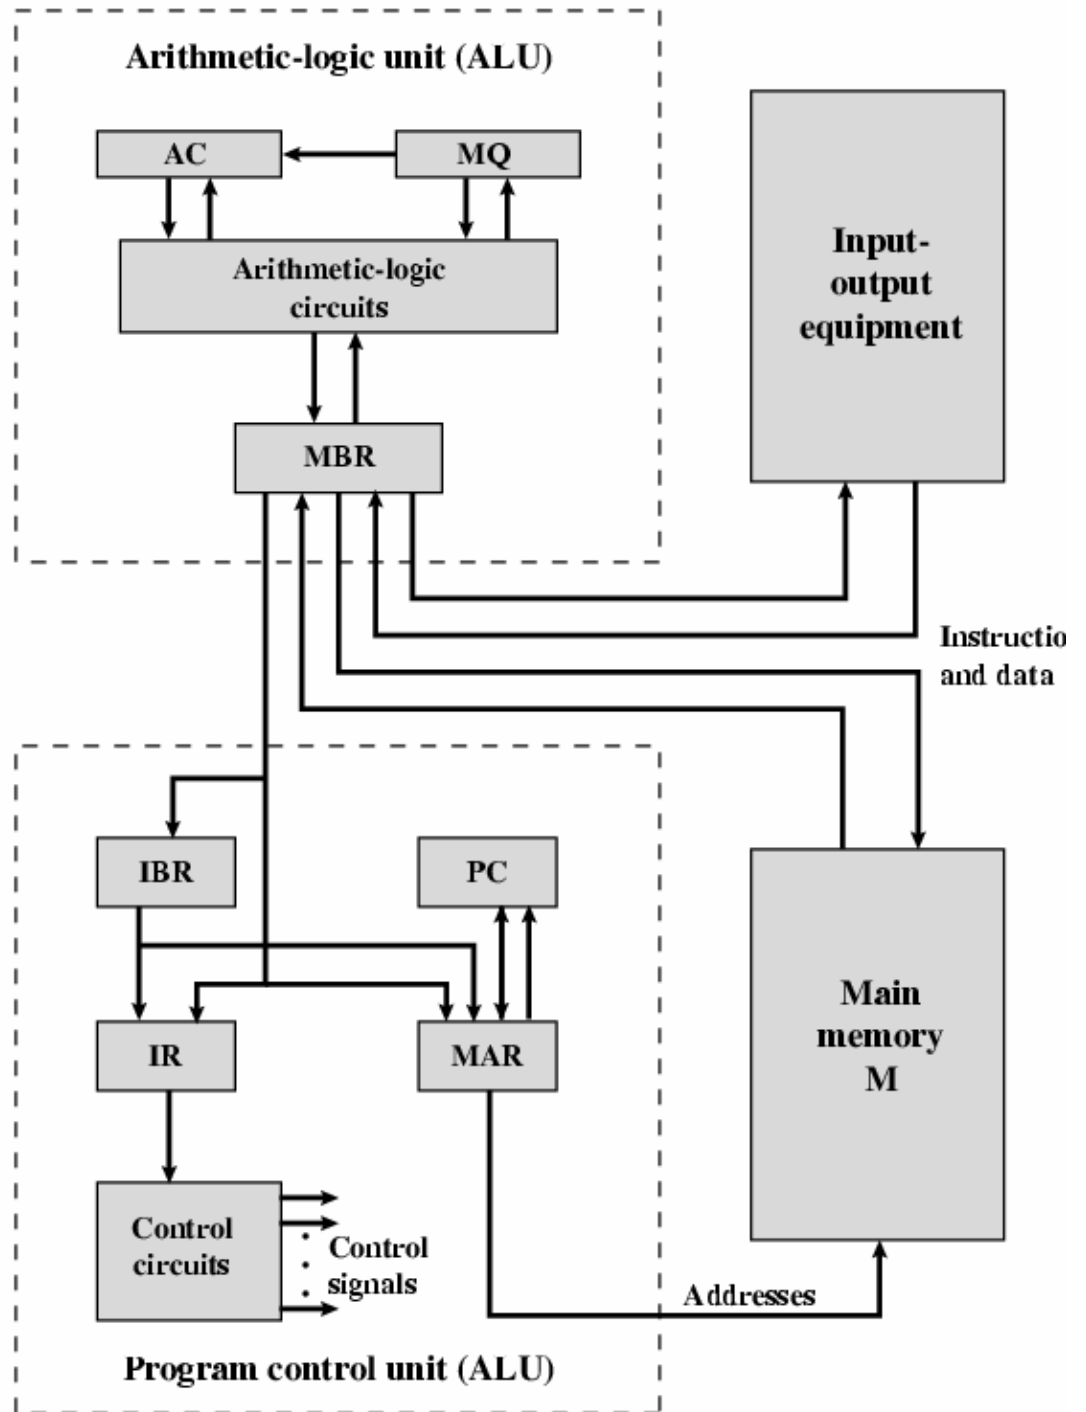 Arithmetic-logic unit (ALU)
AC
MQ
Arithmetic-logic
circuits
Input-
output
equipment
MBR
Instructio
and data
IBR
PC
IR
MAR
Main
memory
M
Control
circuits
Control
signals
Addresses
Program control unit (ALU)